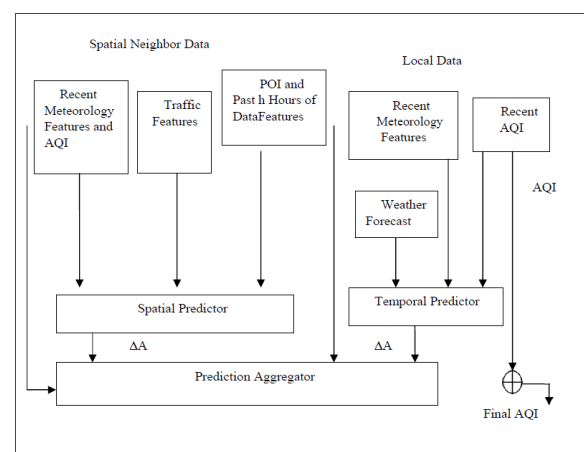 Spatial Neighbor Data
Local Data
Recent
Meteorology
Features and
AQI
Traffic
Features
POI and
Past h Hours of
DataFeatures
Recent
Meteorology
Features
Recent
AQI
AQI
Weather
Forecast
Spatial Predictor
Temporal Predictor
ΔA
ΔA
Prediction Aggregator
Final AQI